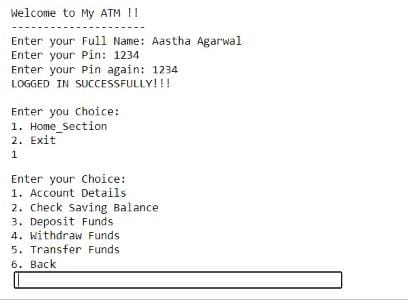 Welcome to My ATM !!
---------------------
Enter your Full Name: Aastha Agarwal
Enter your Pin: 1234
Enter your Pin again: 1234
LOGGED IN SUCCESSFULLY!!!
Enter you Choice:
1. Home_Section
2. Exit
1
Enter your Choice:
1. Account Details
2. Check Saving Balance
3. Deposit Funds
4. Withdraw Funds
5. Transfer Funds
6. Back